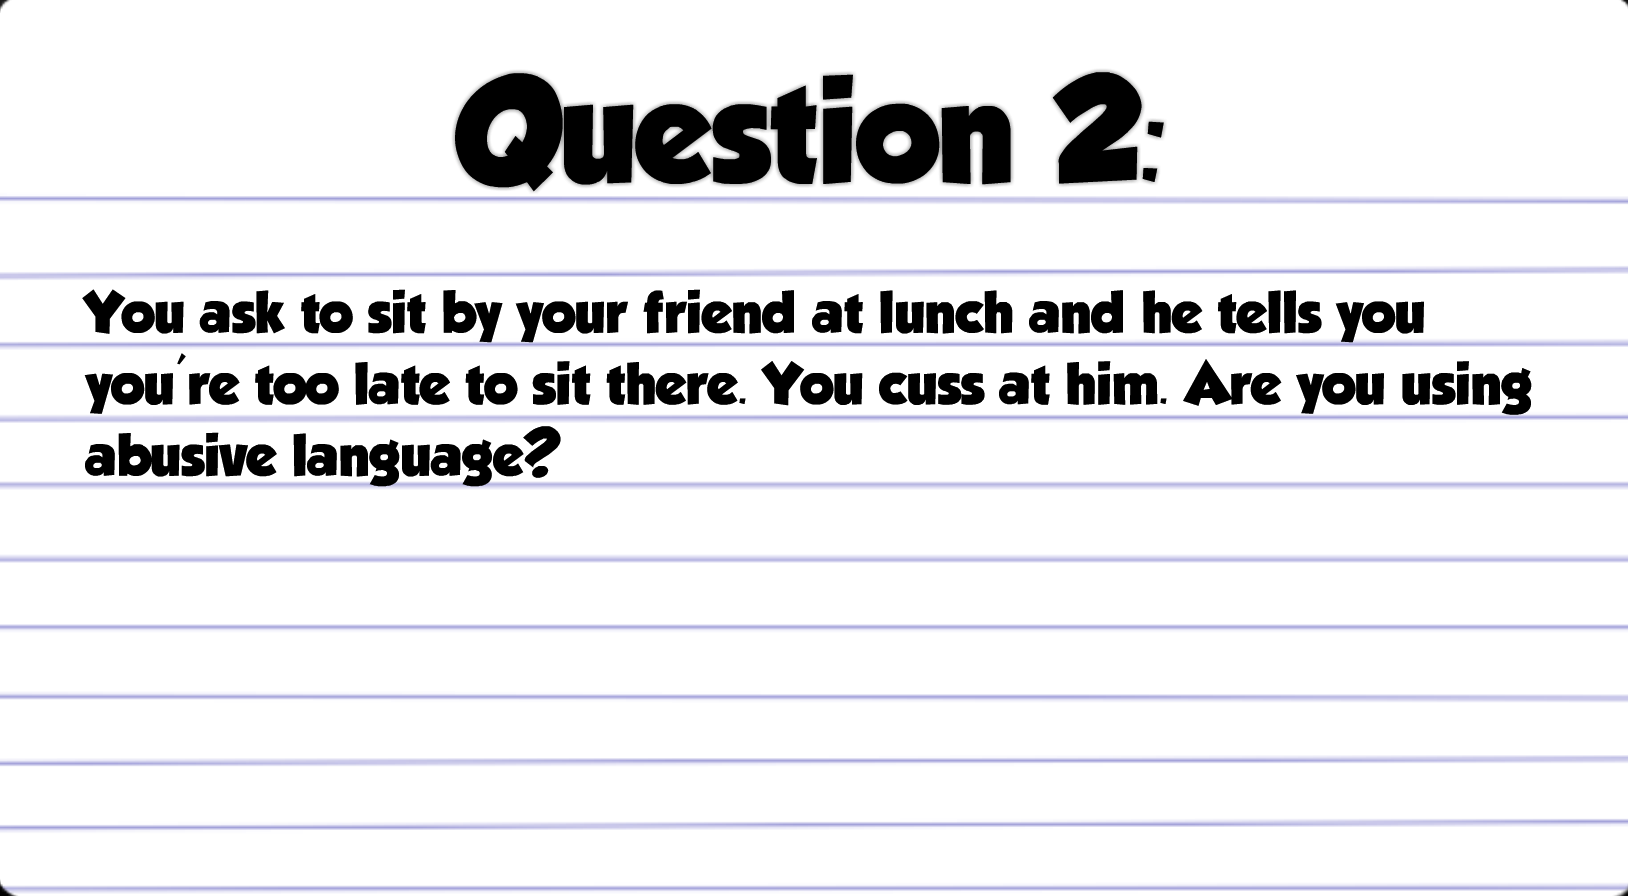 Question 2:
You ask to sit by your friend at lunch and he tells you
you're too late to sit there. You cuss at him. Are you using
abusive language?